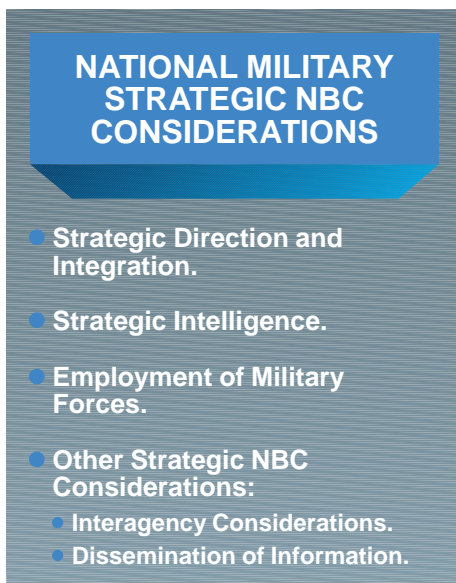 NATIONAL MILITARY
STRATEGIC NBC
CONSIDERATIONS
Strategic Direction and
Integration.
Strategic Intelligence.
Employment of Military
Forces.
Other Strategic NBC
Considerations:
Interagency Considerations.
Dissemination of Information.